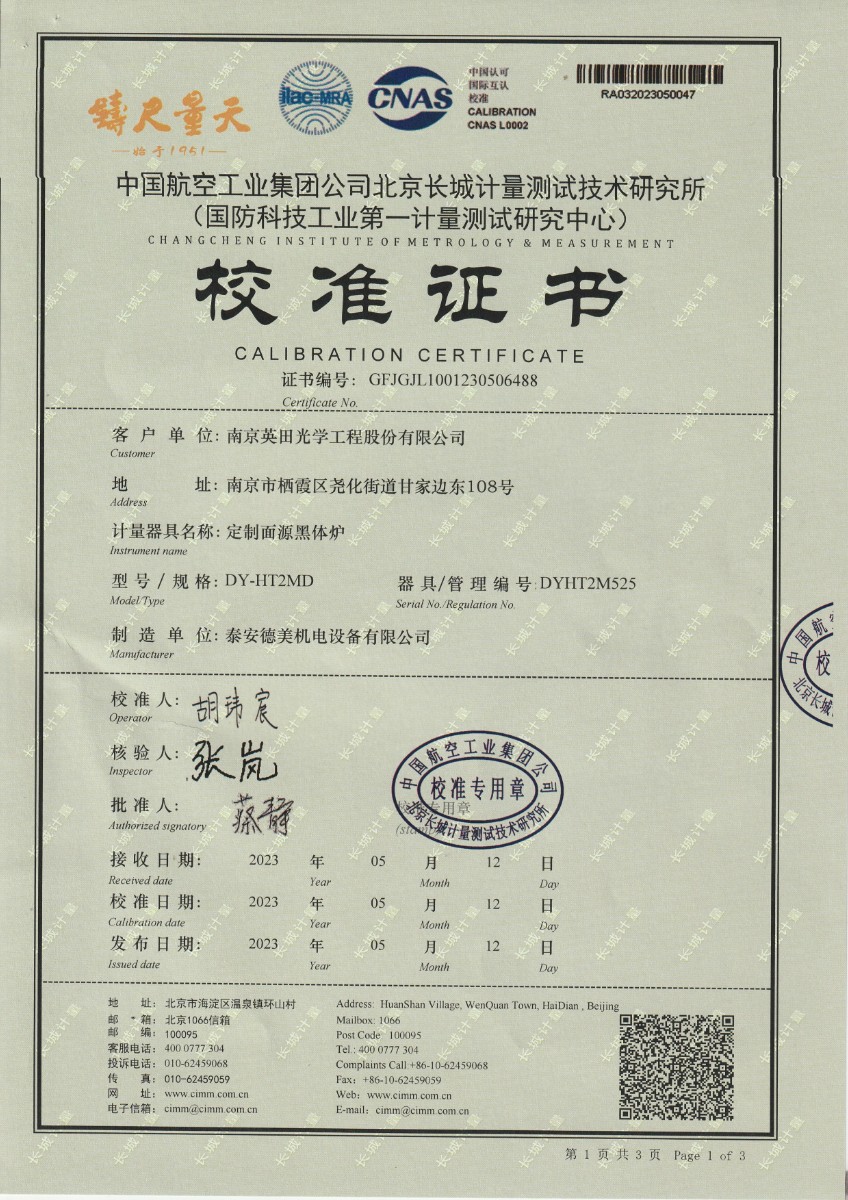 鑄尺量天
始于1951
ilac-MRA
CNAS
中国认可
国际互认
校准
CALIBRATION
CNAS L0002
RA032023050047
中国航空工业集团公司北京长城计量测试技术研究所
（国防科技工业第一计量测试研究中心）
CHANGCHENG INSTITUTE OF METROLOGY & MEASUREMENT
校准证书
CALIBRATION CERTIFICATE
证书编号： GFJGJL1001230506488
Certificate No.
客户单位：南京英田光学工程股份有限公司
Customer
地址：南京市栖霞区尧化街道甘家边东108号
Address
计量器具名称：定制面源黑体炉
Instrument name
型号/规格：DY-HT2MD 器具/管理编号:DYHT2M525
Model/Type Serial No./Regulation No.
制造单位：泰安德美机电设备有限公司
Manufacturer
校准人：胡玮宸
Operator
核验人：张岚
Inspector
批准人：蔡静
Authorized signatory
中国航空工业集团公司
校准专用章
北京长城计量测试技术研究所
接收日期： 2023 年 05 月 12 日
Received date Year Month Day
校准日期： 2023 年 05 月 12 日
Calibration date Year Month Day
发布日期： 2023 年 05 月 12 日
Issued date Year Month Day
地址：北京市海淀区温泉镇环山村 Address: HuanShan Village, WenQuan Town, HaiDian , Beijing
邮箱：北京1066信箱 Mailbox: 1066
邮编：100095 Post Code: 100095
客服电话：400 0777 304 Tel.: 400 0777 304
投诉电话：010-62459068 Complaints Call:+86-10-62459068
传真：010-62459059 Fax: +86-10-62459059
网址：www.cimm.com.cn Web: www.cimm.com.cn
电子信箱：cimm@cimm.com.cn E-mail: cimm@cimm.com.cn
第 1 页 共 3 页 Page 1 of 3